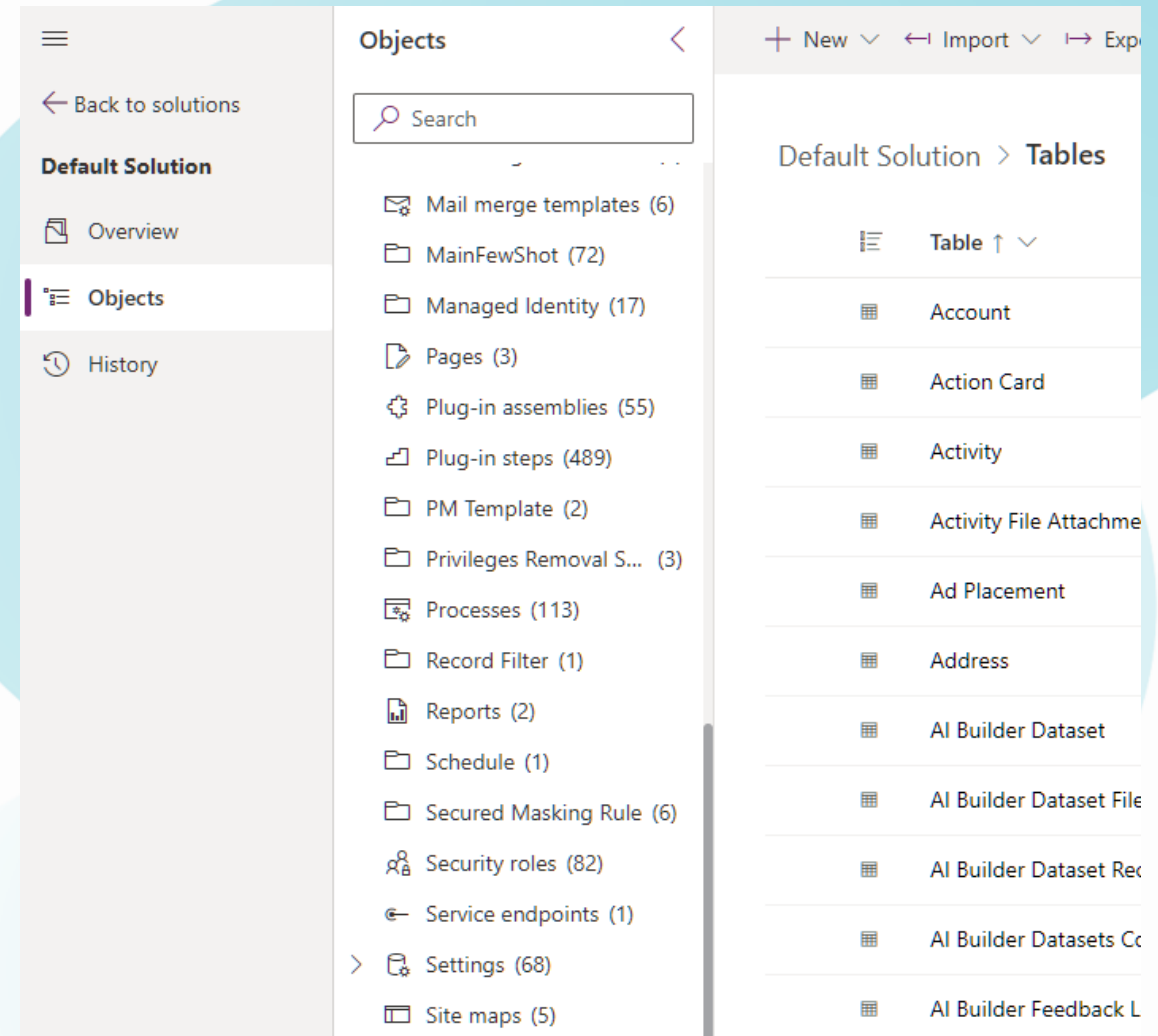 Back to solutions
Default Solution
Overview
Objects
History
Objects
Search
Mail merge templates (6)
MainFewShot (72)
Managed Identity (17)
Pages (3)
Plug-in assemblies (55)
Plug-in steps (489)
PM Template (2)
Privileges Removal S... (3)
Processes (113)
Record Filter (1)
Reports (2)
Schedule (1)
Secured Masking Rule (6)
Security roles (82)
Service endpoints (1)
Settings (68)
Site maps (5)
New Import Expo
Default Solution > Tables
Table ↑
Account
Action Card
Activity
Activity File Attachme
Ad Placement
Address
AI Builder Dataset
AI Builder Dataset File
AI Builder Dataset Rec
AI Builder Datasets Co
AI Builder Feedback L